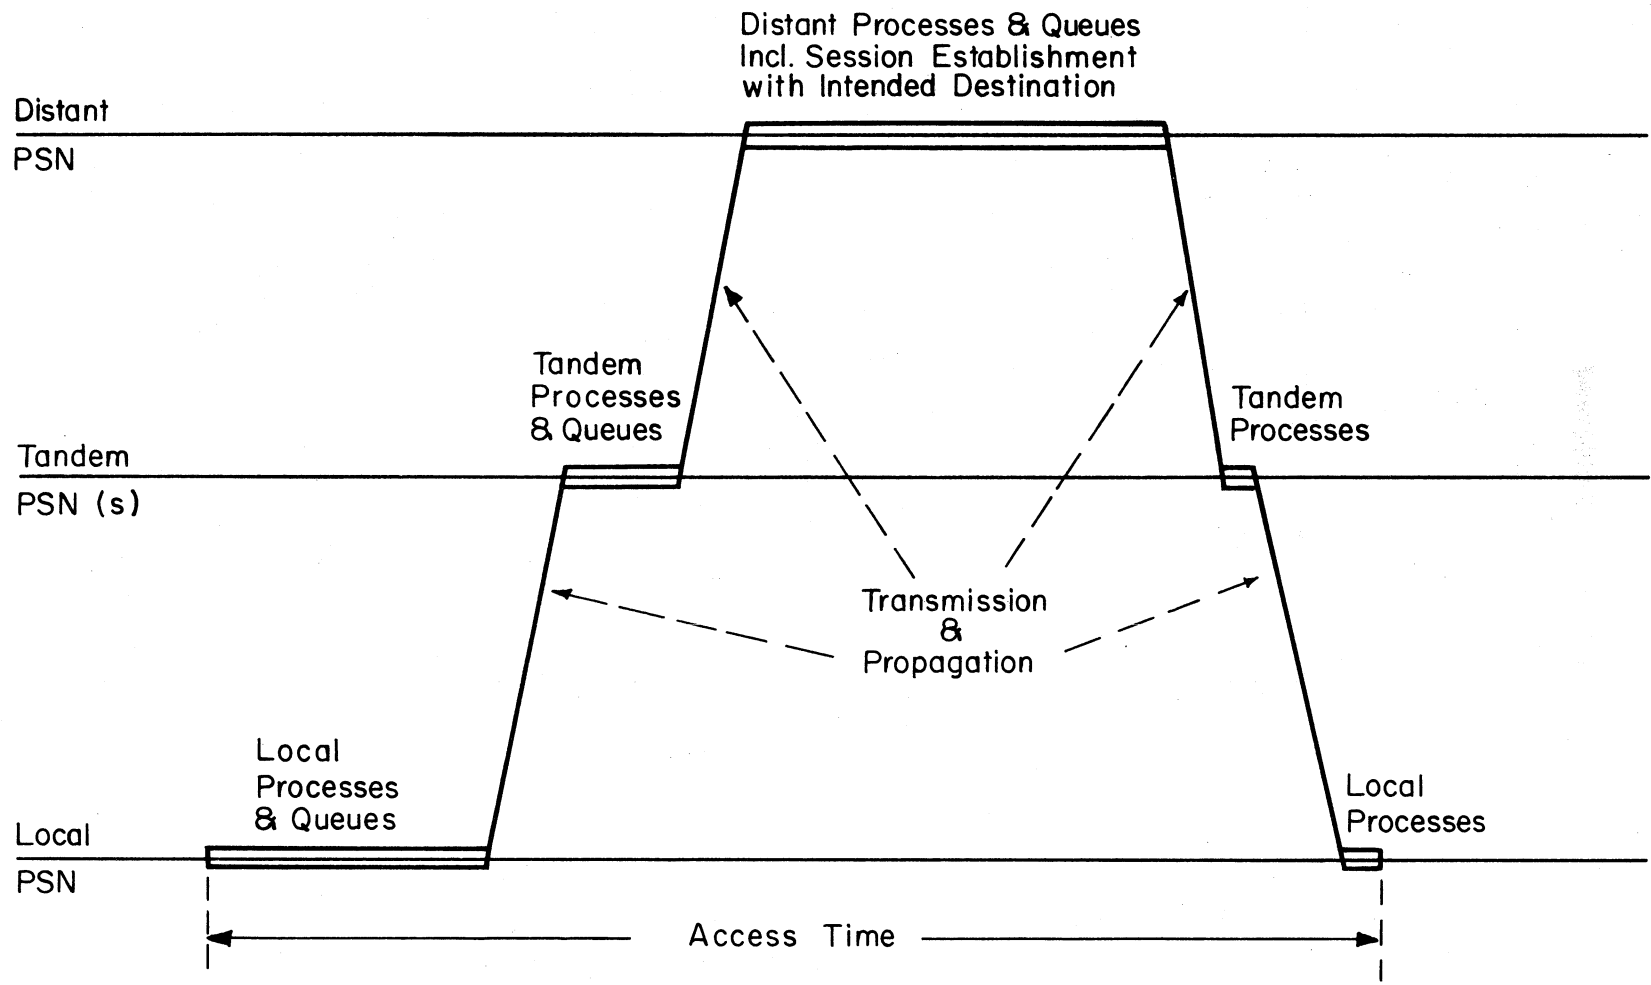 Distant Processes & Queues
Incl. Session Establishment
with Intended Destination
Distant
PSN
Tandem
Processes
& Queues
Tandem
Processes
Tandem
PSN (s)
Transmission
&
Propagation
Local
Processes
& Queues
Local
Processes
Local
PSN
Access Time